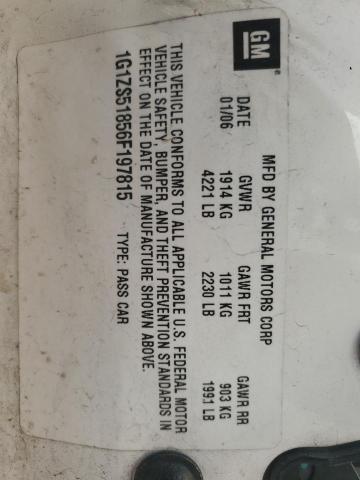 GM
MFD BY GENERAL MOTORS CORP
DATE GVWR GAWR FRT GAWR RR
01/06 1914 KG 1011 KG 903 KG
4221 LB 2230 LB 1991 LB
THIS VEHICLE CONFORMS TO ALL APPLICABLE U.S. FEDERAL MOTOR
VEHICLE SAFETY, BUMPER, AND THEFT PREVENTION STANDARDS IN
EFFECT ON THE DATE OF MANUFACTURE SHOWN ABOVE.
1G1ZS51856F197815 TYPE: PASS CAR